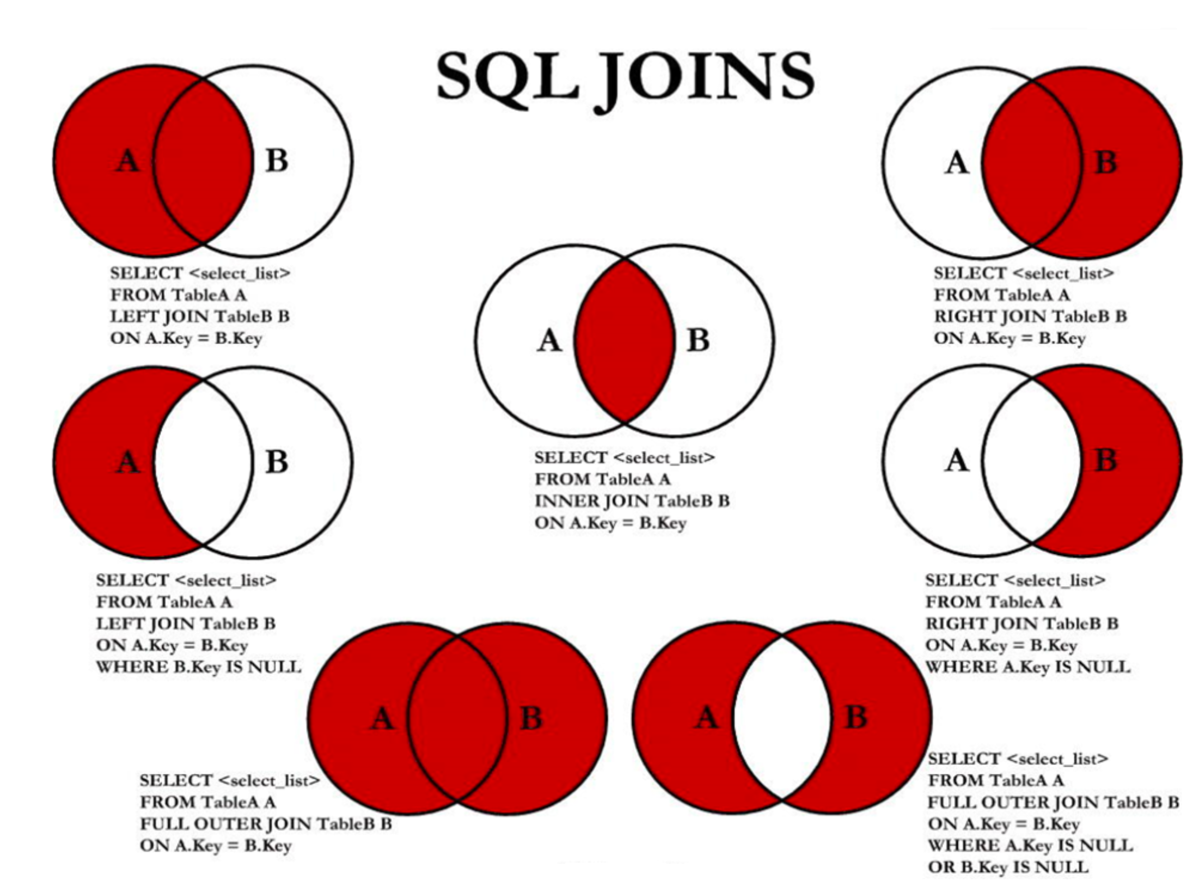 SQL JOINS
A B
SELECT <select_list>
FROM TableA A
LEFT JOIN TableB B
ON A.Key = B.Key
A B
SELECT <select_list>
FROM TableA A
RIGHT JOIN TableB B
ON A.Key = B.Key
A B
SELECT <select_list>
FROM TableA A
INNER JOIN TableB B
ON A.Key = B.Key
A B
SELECT <select_list>
FROM TableA A
LEFT JOIN TableB B
ON A.Key = B.Key
WHERE B.Key IS NULL
A B
SELECT <select_list>
FROM TableA A
RIGHT JOIN TableB B
ON A.Key = B.Key
WHERE A.Key IS NULL
A B
SELECT <select_list>
FROM TableA A
FULL OUTER JOIN TableB B
ON A.Key = B.Key
A B
SELECT <select_list>
FROM TableA A
FULL OUTER JOIN TableB B
ON A.Key = B.Key
WHERE A.Key IS NULL
OR B.Key IS NULL